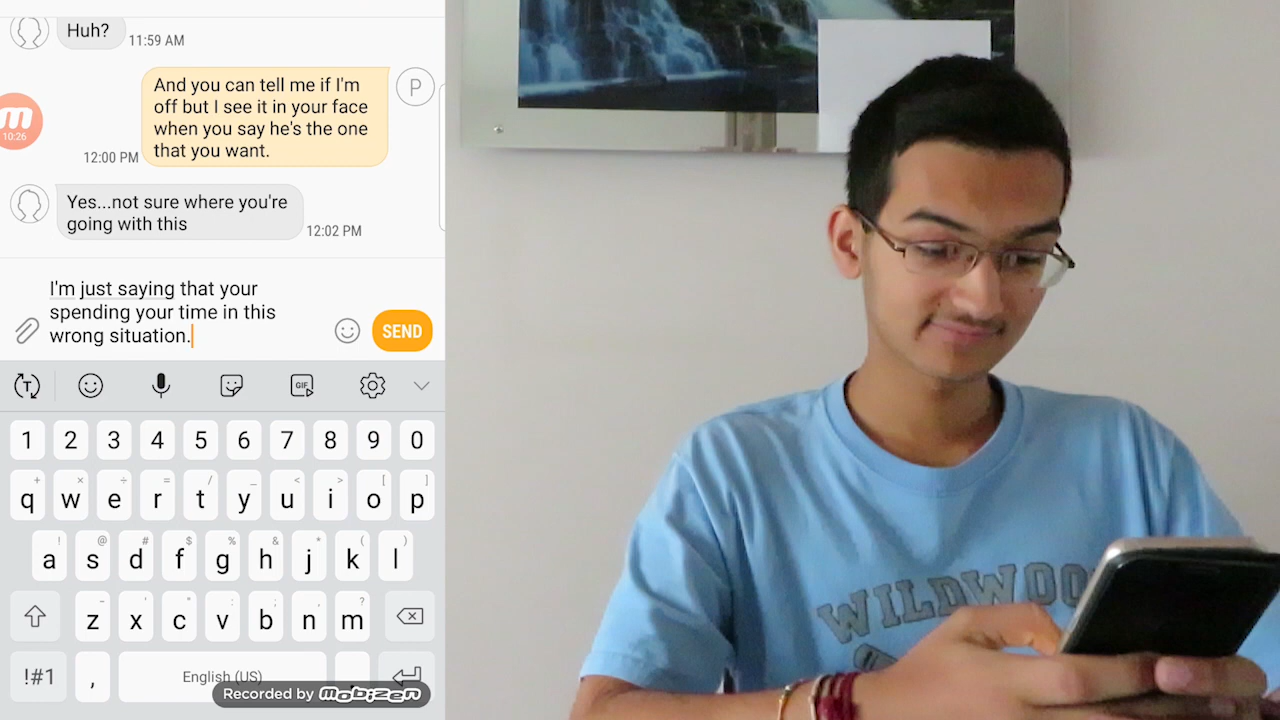 Huh?
11:59 AM
And you can tell me if I'm
off but I see it in your face
when you say he's the one
that you want.
P
12:00 PM
m
10:26
Yes...not sure where you're
going with this
12:02 PM
I'm just saying that your
spending your time in this
wrong situation.
SEND
T
GIF
1 2 3 4 5 6 7 8 9 0
+ × ÷ = / _ < > [ ]
q w e r t y u i o p
! @ # $ % ^ & * ( )
a s d f g h j k l
- ' " : ; , ?
z x c v b n m
!#1 , English (US)
Recorded by mobizen
WILDWOO